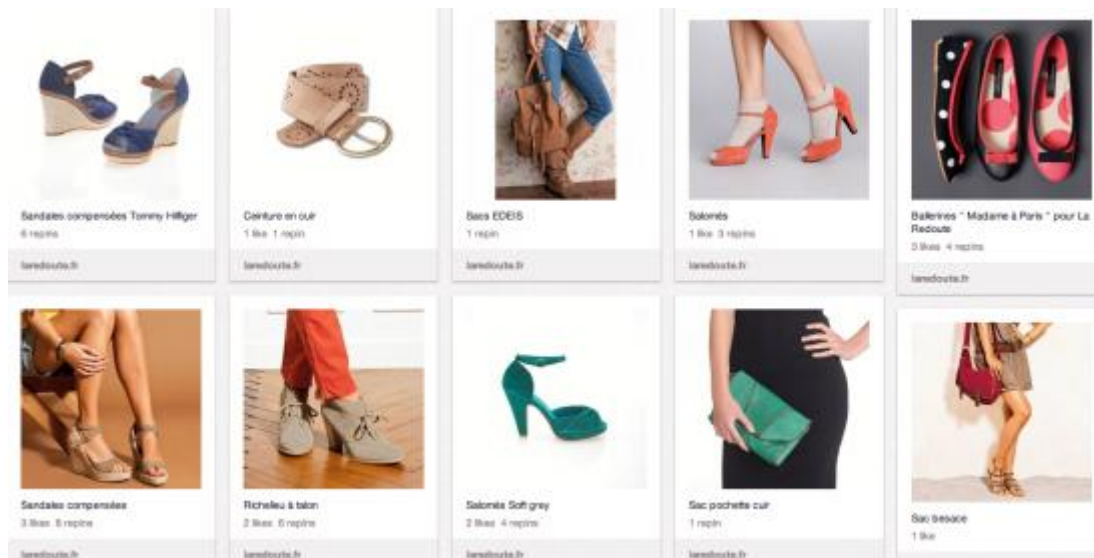 Sandales compensées Tommy Hilfiger
6 repins
laredoute.fr
Ceinture en cuir
1 like 1 repin
laredoute.fr
Sacs EDEIS
1 repin
laredoute.fr
Salomés
1 like 3 repins
laredoute.fr
Ballerines " Madame à Paris " pour La
Redoute
3 likes 4 repins
laredoute.fr
Sandales compensées
3 likes 8 repins
laredoute.fr
Richelieu à talon
2 likes 6 repins
laredoute.fr
Salomés Soft grey
2 likes 4 repins
laredoute.fr
Sac pochette cuir
1 repin
laredoute.fr
Sac besace
1 like